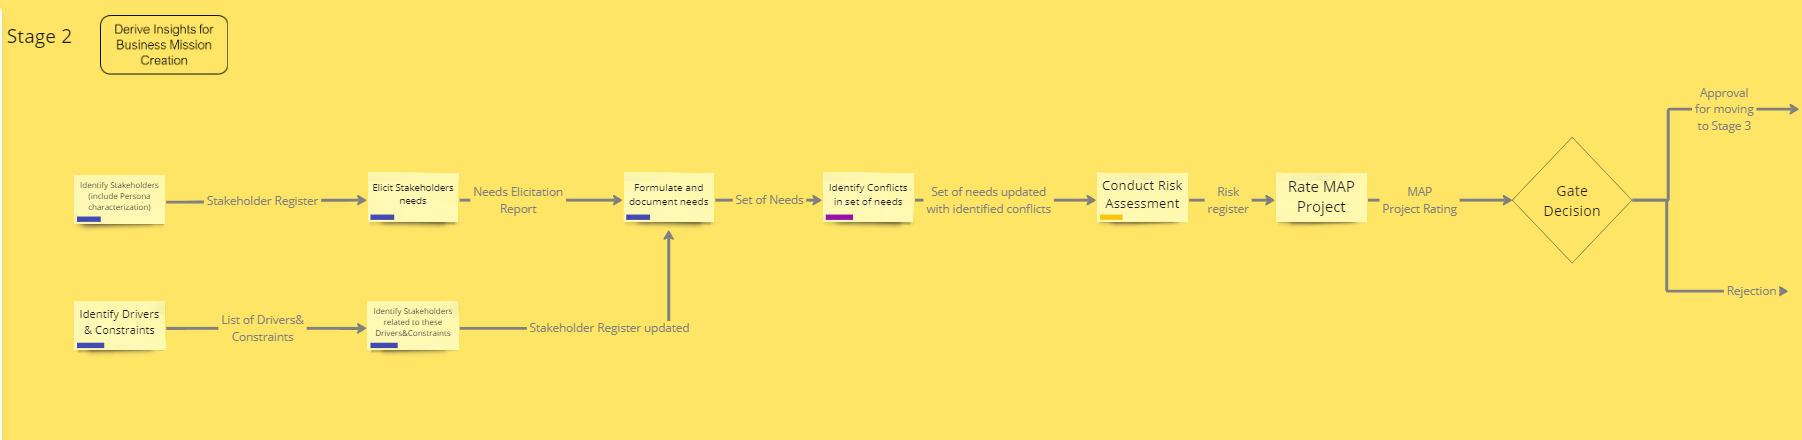 Stage 2
Derive Insights for
Business Mission
Creation
Approval
for moving
to Stage 3
Identify Stakeholders
(include Persona
characterization)
Stakeholder Register
Elicit Stakeholders
needs
Needs Elicitation
Report
Formulate and
document needs
Set of Needs
Identify Conflicts
in set of needs
Set of needs updated
with identified conflicts
Conduct Risk
Assessment
Risk
register
Rate MAP
Project
MAP
Project Rating
Gate
Decision
Rejection
Identify Drivers
& Constraints
List of Drivers&
Constraints
Identify Stakeholders
related to these
Drivers&Constraints
Stakeholder Register updated